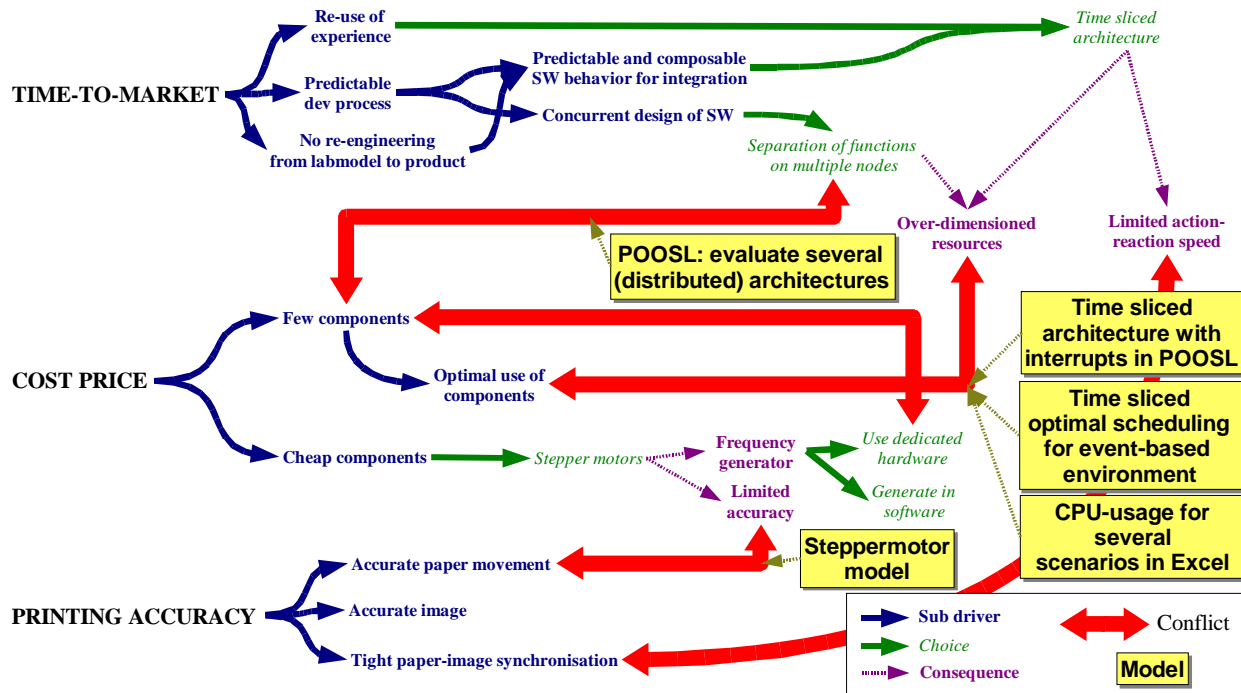 Re-use of
experience
Time sliced
architecture
Predictable and composable
SW behavior for integration
TIME-TO-MARKET
Predictable
dev process
Concurrent design of SW
No re-engineering
from labmodel to product
Separation of functions
on multiple nodes
Over-dimensioned
resources
Limited action-
reaction speed
POOSL: evaluate several
(distributed) architectures
Few components
Time sliced
architecture with
interrupts in POOSL
COST PRICE
Optimal use of
components
Time sliced
optimal scheduling
for event-based
environment
Cheap components
Stepper motors
Frequency
generator
Use dedicated
hardware
Limited
accuracy
Generate in
software
CPU-usage for
several
scenarios in Excel
Steppermotor
model
Accurate paper movement
PRINTING ACCURACY
Accurate image
Tight paper-image synchronisation
Sub driver
Conflict
Choice
Consequence
Model